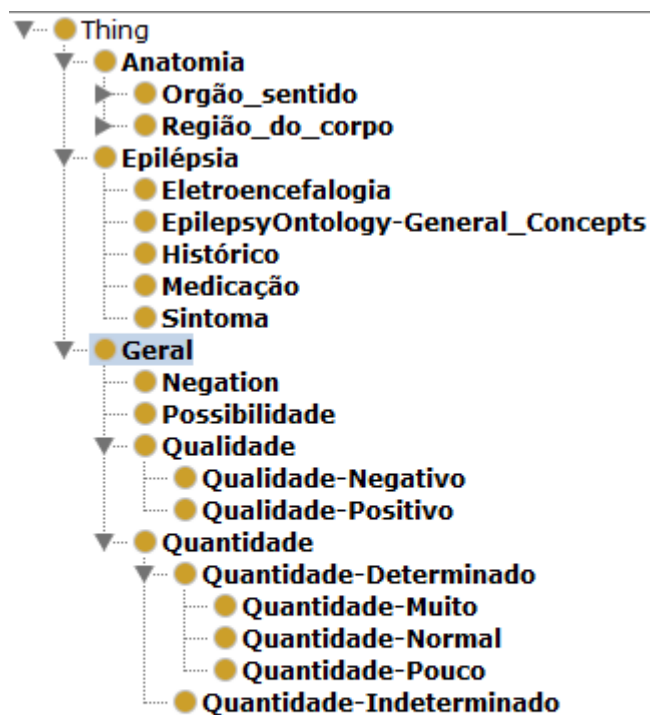 Thing
Anatomia
Orgão_sentido
Região_do_corpo
Epilépsia
Eletroencefalogia
EpilepsyOntology-General_Concepts
Histórico
Medicação
Sintoma
Geral
Negation
Possibilidade
Qualidade
Qualidade-Negativo
Qualidade-Positivo
Quantidade
Quantidade-Determinado
Quantidade-Muito
Quantidade-Normal
Quantidade-Pouco
Quantidade-Indeterminado